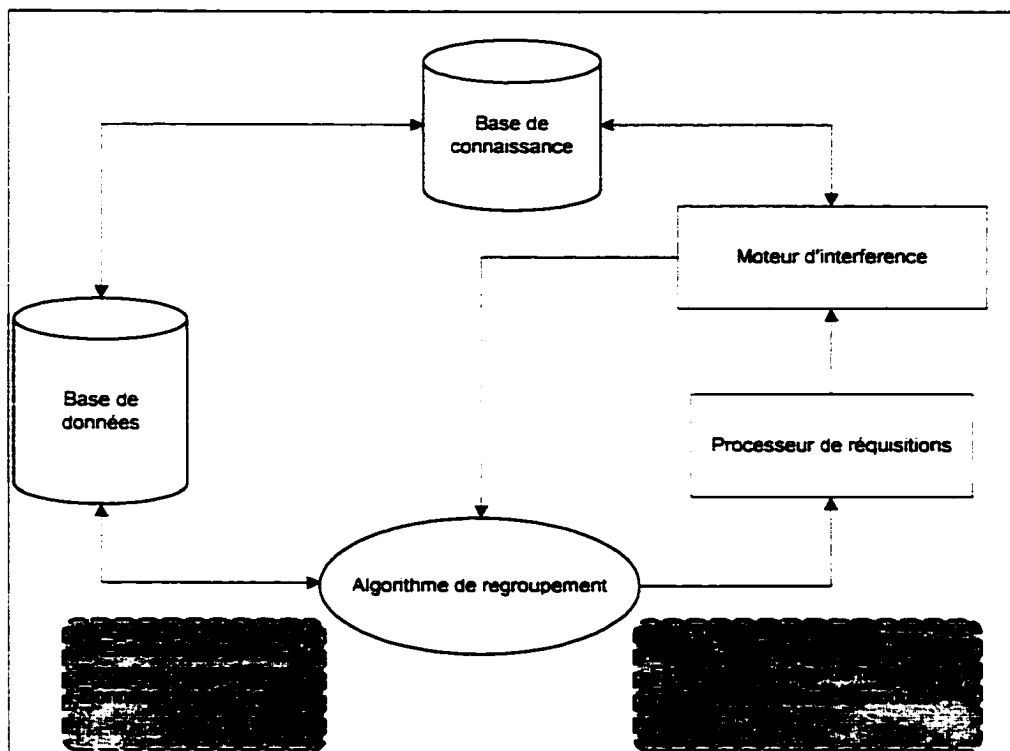 Base de
connaissance
Moteur d'interference
Base de
données
Processeur de réquisitions
Algorithme de regroupement